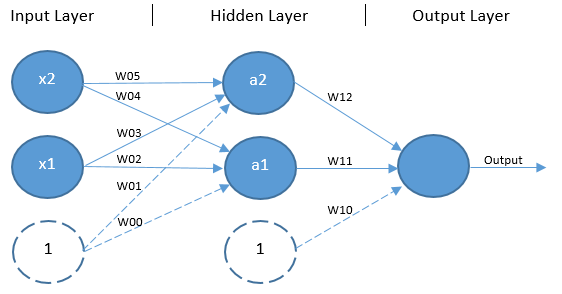 Input Layer
Hidden Layer
Output Layer
x2
W05
a2
W04
W12
W03
x1
W02
a1
W11
Output
W01
W00
W10
1
1